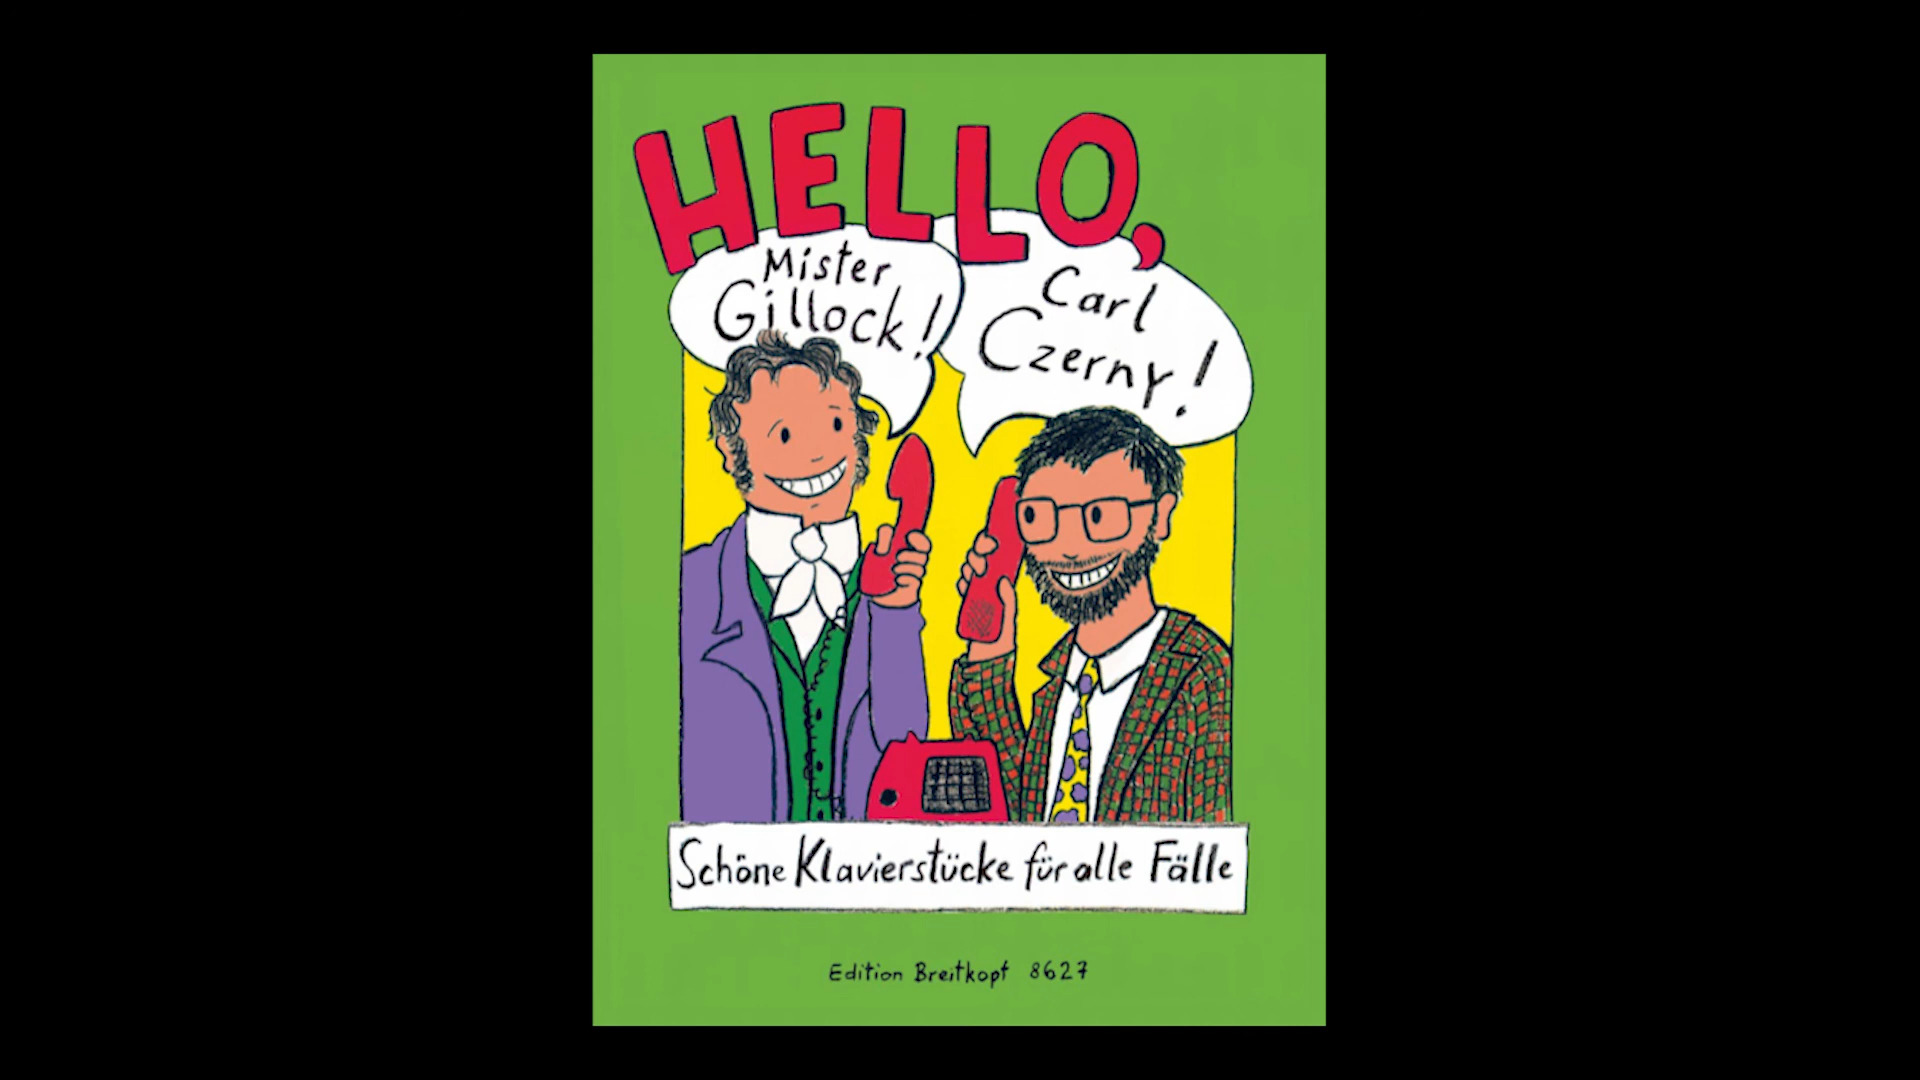 HELLO,
Mister
Gillock!
Carl
Czerny!
Schöne Klavierstücke für alle Fälle
Edition Breitkopf 8627